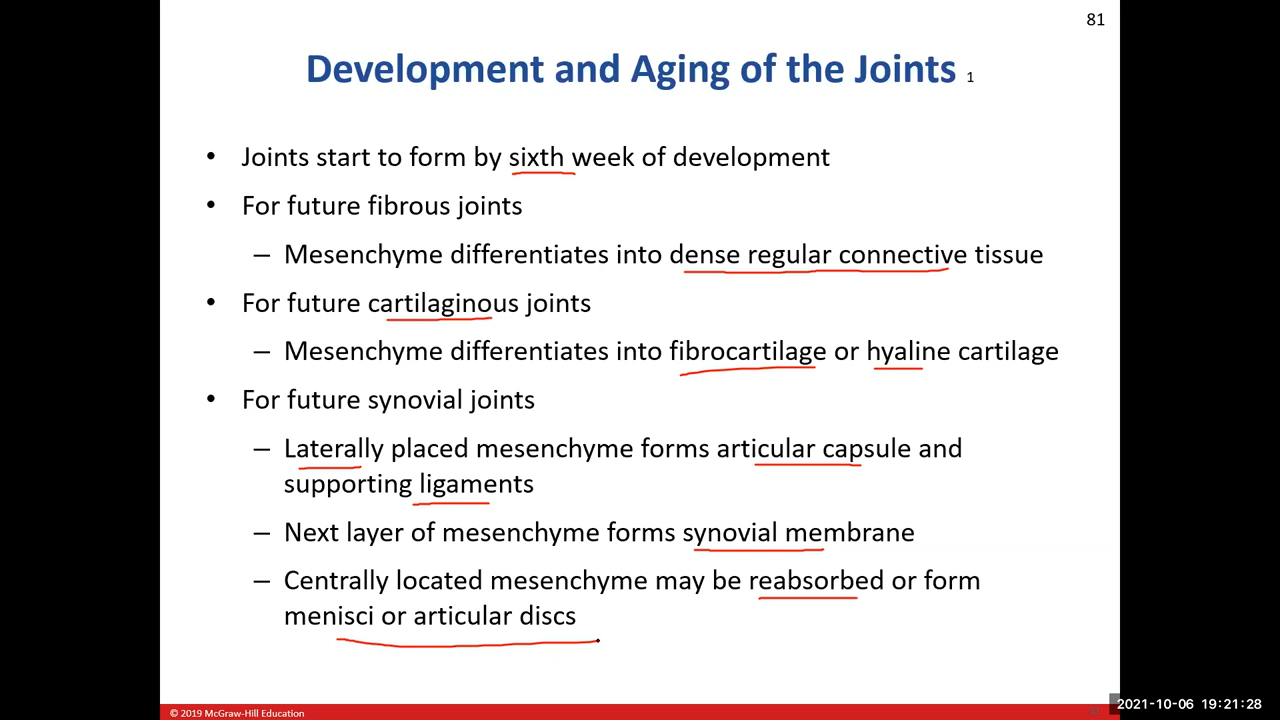 81
Development and Aging of the Joints 1
• Joints start to form by sixth week of development
• For future fibrous joints
– Mesenchyme differentiates into dense regular connective tissue
• For future cartilaginous joints
– Mesenchyme differentiates into fibrocartilage or hyaline cartilage
• For future synovial joints
– Laterally placed mesenchyme forms articular capsule and
supporting ligaments
– Next layer of mesenchyme forms synovial membrane
– Centrally located mesenchyme may be reabsorbed or form
menisci or articular discs
© 2019 McGraw-Hill Education
2021-10-06 19:21:28